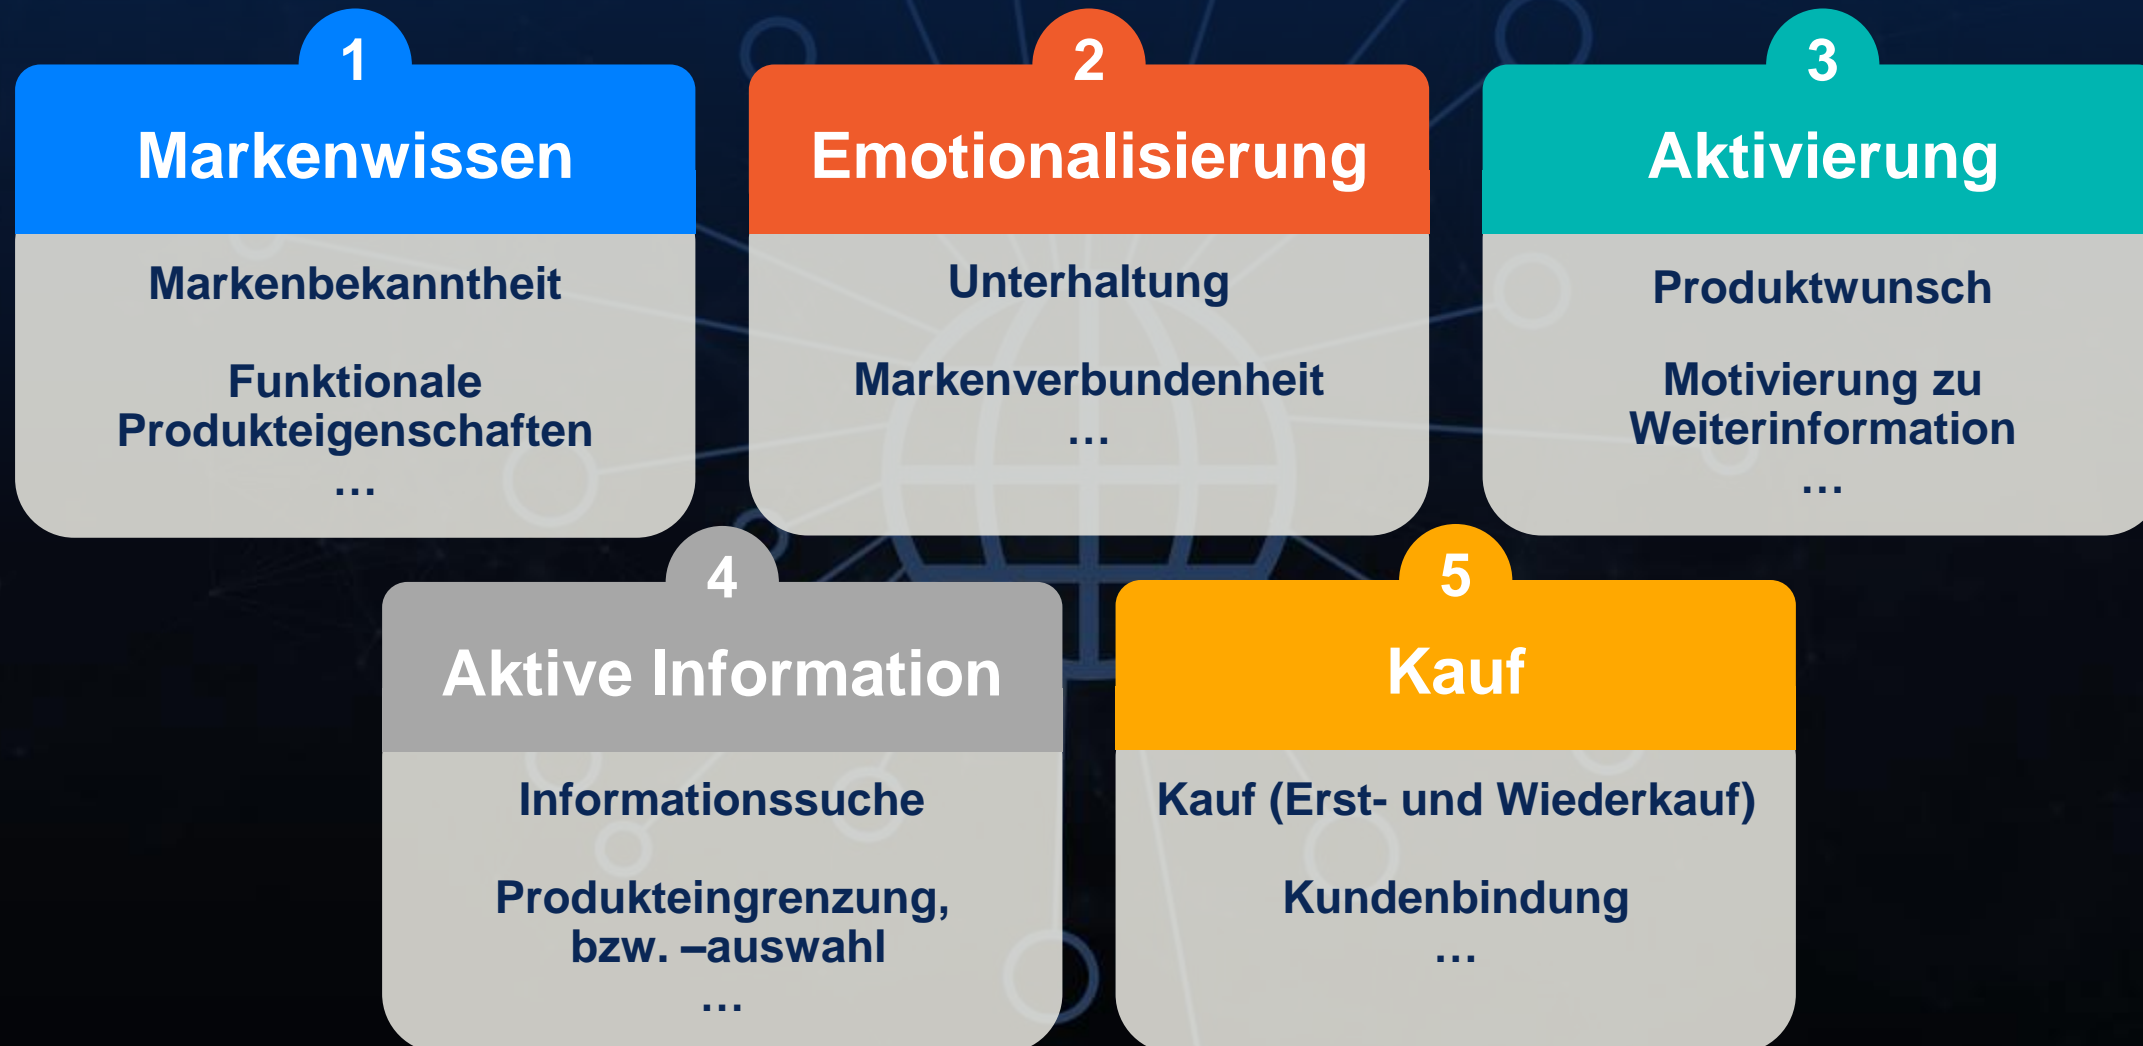 1
Markenwissen
Markenbekanntheit
Funktionale
Produkteigenschaften
…
2
Emotionalisierung
Unterhaltung
Markenverbundenheit
…
3
Aktivierung
Produktwunsch
Motivierung zu
Weiterinformation
…
4
Aktive Information
Informationssuche
Produkteingrenzung,
bzw. –auswahl
…
5
Kauf
Kauf (Erst- und Wiederkauf)
Kundenbindung
…